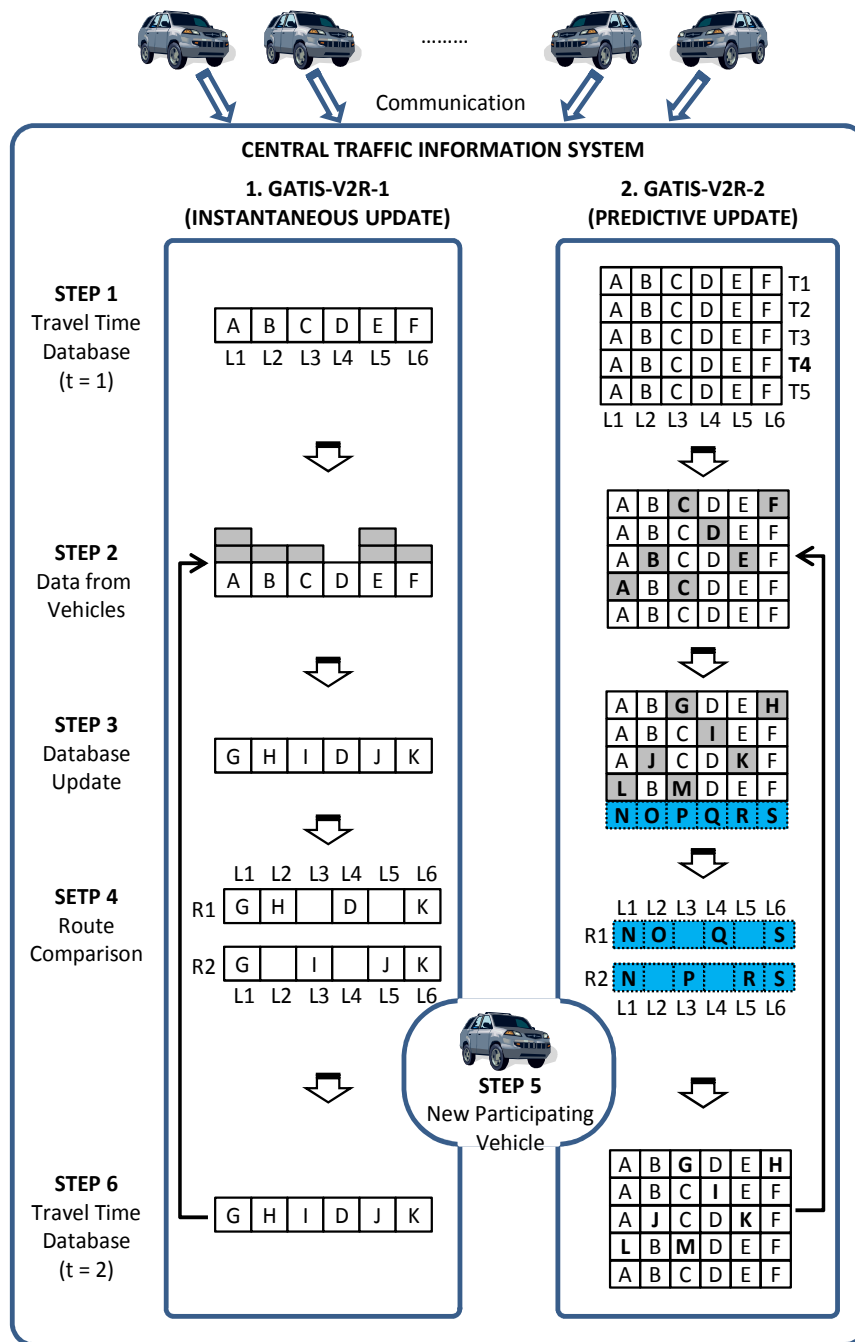 .........
Communication
CENTRAL TRAFFIC INFORMATION SYSTEM
1. GATIS-V2R-1
(INSTANTANEOUS UPDATE)
2. GATIS-V2R-2
(PREDICTIVE UPDATE)
STEP 1
Travel Time
Database
(t = 1)
A B C D E F
L1 L2 L3 L4 L5 L6
A B C D E F T1
A B C D E F T2
A B C D E F T3
A B C D E F T4
A B C D E F T5
L1 L2 L3 L4 L5 L6
STEP 2
Data from
Vehicles
A B C D E F
A B C D E F
A B C D E F
A B C D E F
A B C D E F
A B C D E F
STEP 3
Database
Update
G H I D J K
A B G D E H
A B C I E F
A J C D K F
L B M D E F
N O P Q R S
SETP 4
Route
Comparison
L1 L2 L3 L4 L5 L6
R1 G H D K
R2 G I J K
L1 L2 L3 L4 L5 L6
L1 L2 L3 L4 L5 L6
R1 N O Q S
R2 N P R S
L1 L2 L3 L4 L5 L6
STEP 5
New Participating
Vehicle
STEP 6
Travel Time
Database
(t = 2)
G H I D J K
A B G D E H
A B C I E F
A J C D K F
L B M D E F
A B C D E F